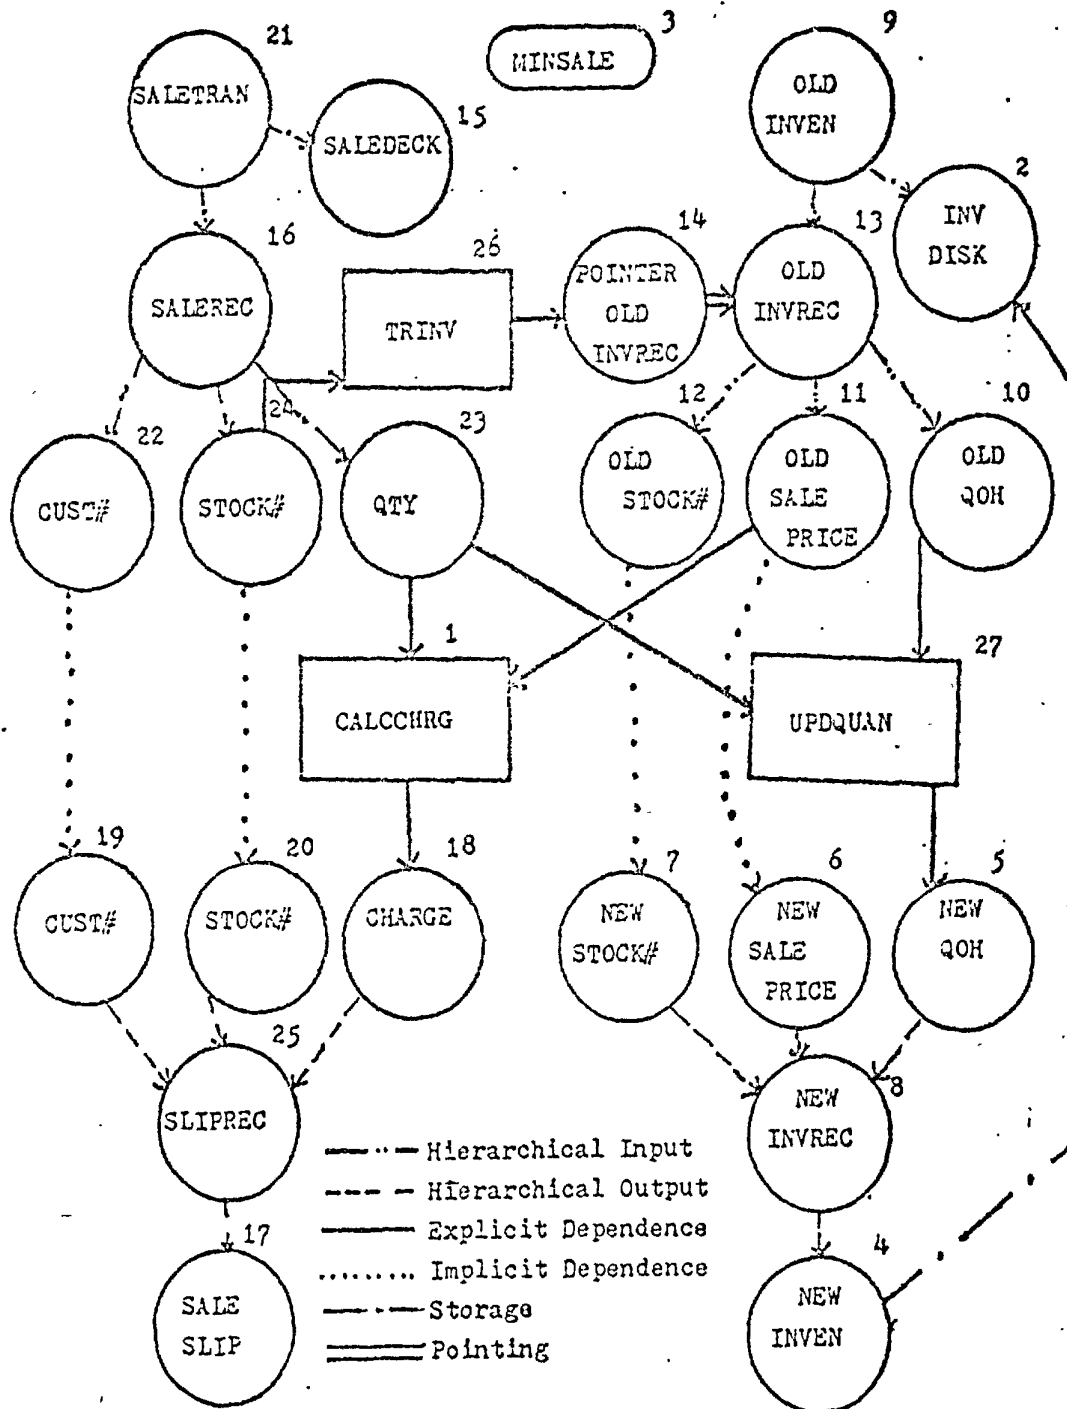 21
SALETRAN
15
SALEDECK
3
MINSALE
9
OLD
INVEN
2
INV
DISK
16
SALEREC
26
TRINV
14
POINTER
OLD
INVREC
13
OLD
INVREC
22
CUST#
24
STOCK#
23
QTY
12
OLD
STOCK#
11
OLD
SALE
PRICE
10
OLD
QOH
1
CALCCHRG
27
UPDQUAN
19
CUST#
20
STOCK#
18
CHARGE
7
NEW
STOCK#
6
NEW
SALE
PRICE
5
NEW
QOH
25
SLIPREC
8
NEW
INVREC
17
SALE
SLIP
4
NEW
INVEN
Hierarchical Input
Hierarchical Output
Explicit Dependence
Implicit Dependence
Storage
Pointing